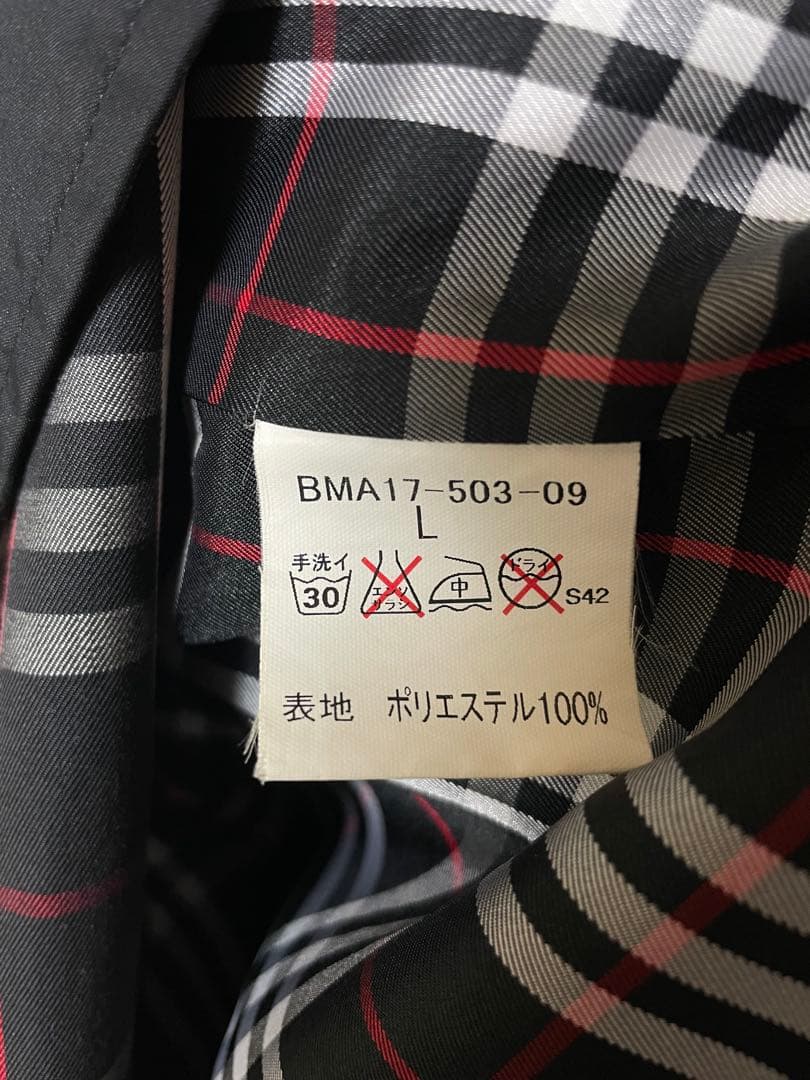 BMA17-503-09
L
手洗イ
30
エンソ
サラシ
中
ドライ
S42
表地 ポリエステル100%